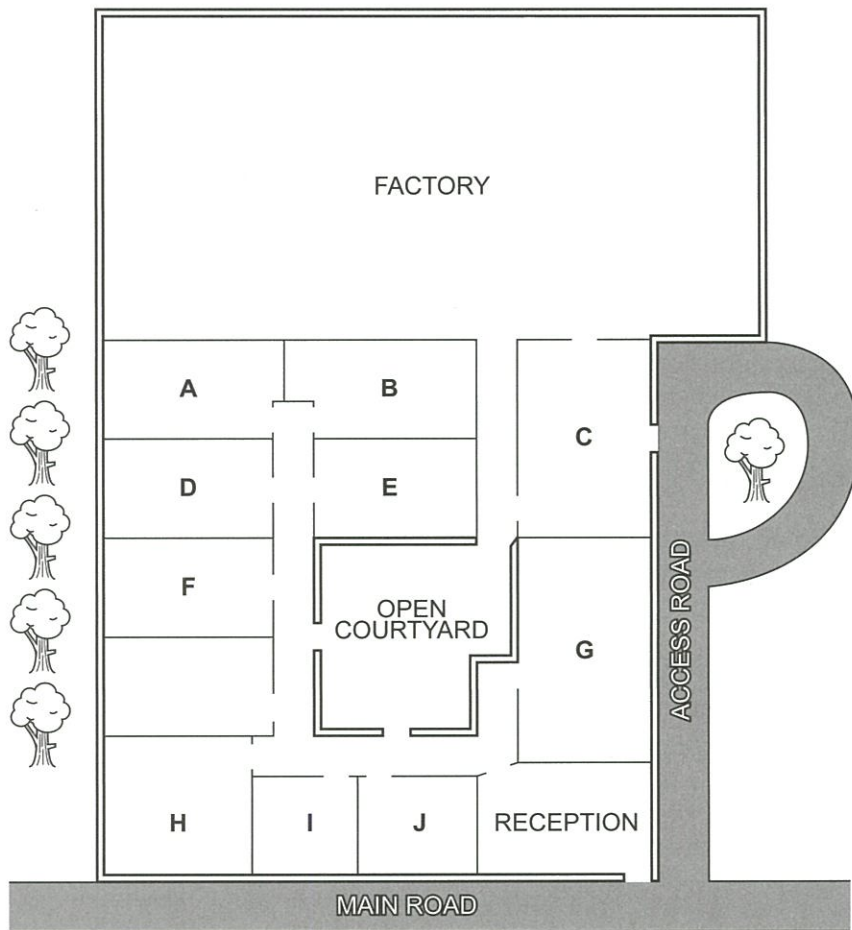 FACTORY
A
B
C
D
E
F
OPEN
COURTYARD
G
ACCESS ROAD
H
I
J
RECEPTION
MAIN ROAD